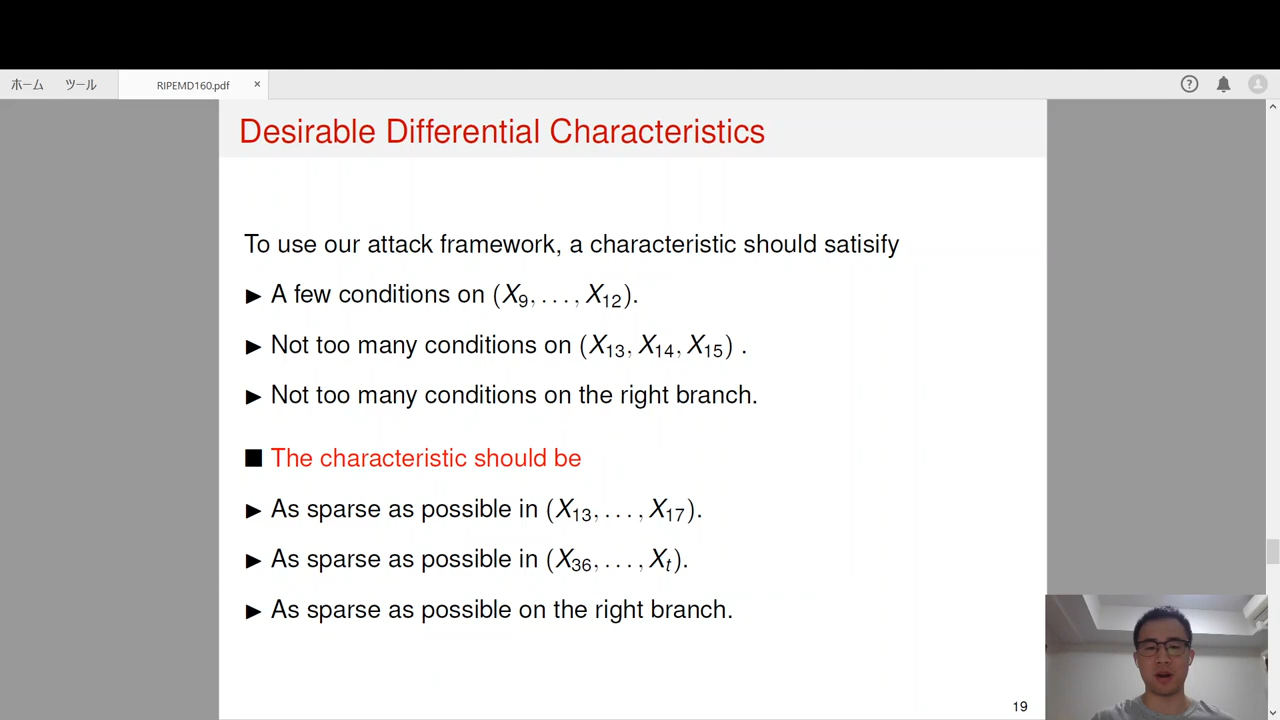 ホーム ツール RIPEMD160.pdf ×
Desirable Differential Characteristics
To use our attack framework, a characteristic should satisify
▶ A few conditions on (X₉, . . . , X₁₂).
▶ Not too many conditions on (X₁₃, X₁₄, X₁₅) .
▶ Not too many conditions on the right branch.
■ The characteristic should be
▶ As sparse as possible in (X₁₃, . . . , X₁₇).
▶ As sparse as possible in (X₃₆, . . . , Xₜ).
▶ As sparse as possible on the right branch.
19